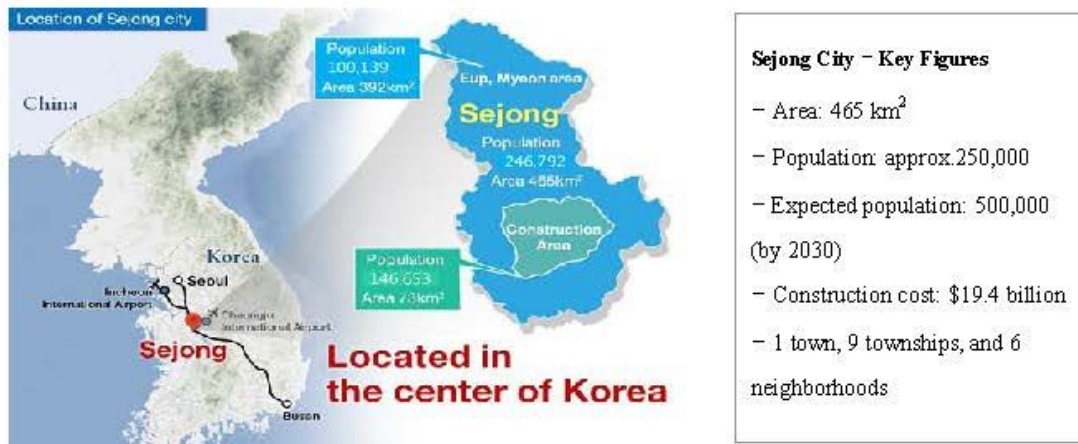 Location of Sejong city
China
Korea
Seoul
Incheon
International Airport
Cheongju
International Airport
Sejong
Busan
Population
100,139
Area 392km²
Eup, Myeon area
Sejong
Population
246,792
Area 465km²
Construction
Area
Population
146,653
Area 73km²
Located in
the center of Korea
Sejong City − Key Figures
− Area: 465 km²
− Population: approx.250,000
− Expected population: 500,000
(by 2030)
− Construction cost: $19.4 billion
− 1 town, 9 townships, and 6
neighborhoods